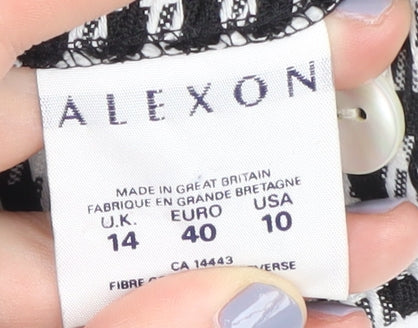 ALEXON
MADE IN GREAT BRITAIN
FABRIQUE EN GRANDE BRETAGNE
U.K. EURO USA
14 40 10
CA 14443
FIBRE